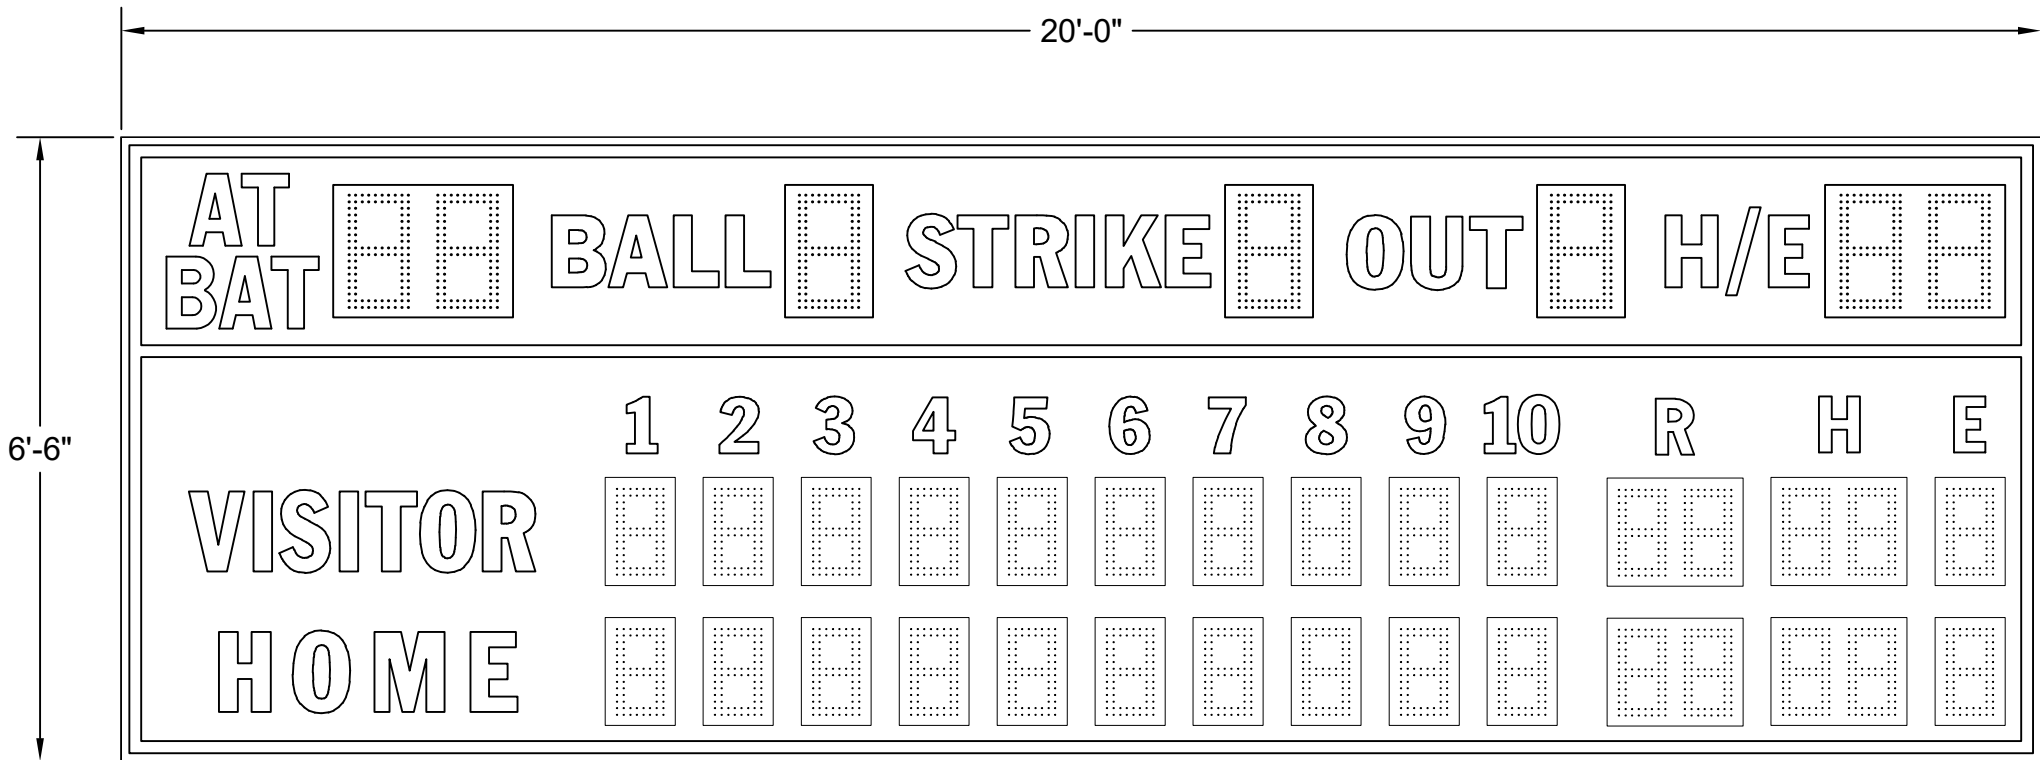 20'-0"
AT
BAT
BALL STRIKE OUT H/E
6'-6"
1 2 3 4 5 6 7 8 9 10 R H E
VISITOR
HOME